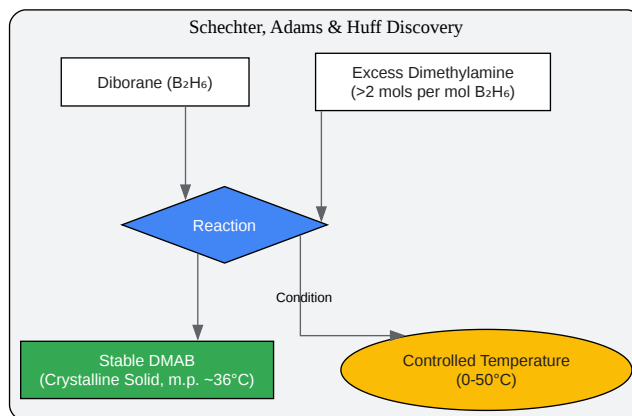 Schechter, Adams & Huff Discovery
Diborane (B₂H₆)
Excess Dimethylamine
(>2 mols per mol B₂H₆)
Reaction
Condition
Stable DMAB
(Crystalline Solid, m.p. ~36°C)
Controlled Temperature
(0-50°C)